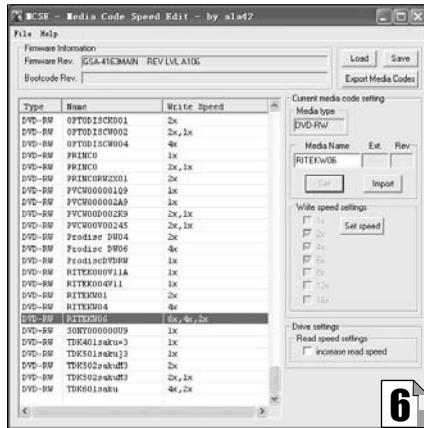 MCSE - Media Code Speed Edit - by ala42
File Help
Firmware Information
Firmware Rev. GSA-4163MAIN REV LVL A106
Bootcode Rev.
Load Save
Export Media Codes
Type Name Write Speed
DVD-RW OPTODISCK001 2x
DVD-RW OPTODISCW002 2x,1x
DVD-RW OPTODISCW004 4x
DVD-RW PRINCO 1x
DVD-RW PRINCO 2x,1x
DVD-RW PRINCORW2X01 2x
DVD-RW PVCW000001Q9 1x
DVD-RW PVCW000002A9 1x
DVD-RW PVCW00D002K9 2x,1x
DVD-RW PVCW00V00245 2x,1x
DVD-RW Prodisc DW04 2x
DVD-RW Prodisc DW06 4x
DVD-RW ProdiscDVDRW 1x
DVD-RW RITEK000V11A 1x
DVD-RW RITEK004V11 1x
DVD-RW RITEKW01 2x
DVD-RW RITEKW04 4x
DVD-RW RITEKW06 6x,4x,2x
DVD-RW SONY000000U9 1x
DVD-RW TDK401saku=3 1x
DVD-RW TDK501saku]3 1x
DVD-RW TDK502sakuM3 2x
DVD-RW TDK502sakuM3 2x,1x
DVD-RW TDK601saku 4x,2x
Current media code setting
Media type
DVD-RW
Media Name Ext. Rev
RITEKW06
Set Import
Write speed settings
1x
2x
4x
6x
8x
12x
16x
Set speed
Drive settings
Read speed settings
increase read speed
6